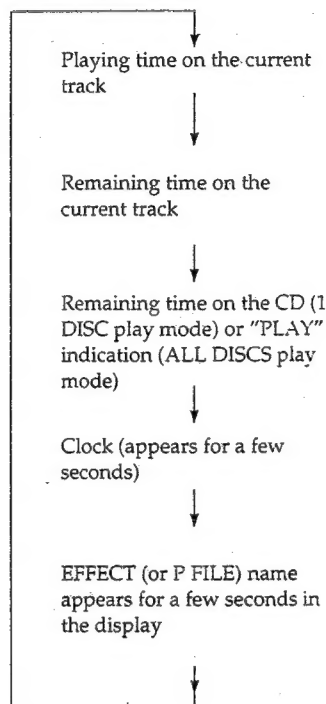 Playing time on the current
track
Remaining time on the
current track
Remaining time on the CD (1
DISC play mode) or "PLAY"
indication (ALL DISCS play
mode)
Clock (appears for a few
seconds)
EFFECT (or P FILE) name
appears for a few seconds in
the display